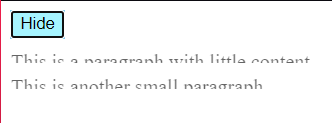 Hide
This is a paragraph with little content
This is another small paragraph